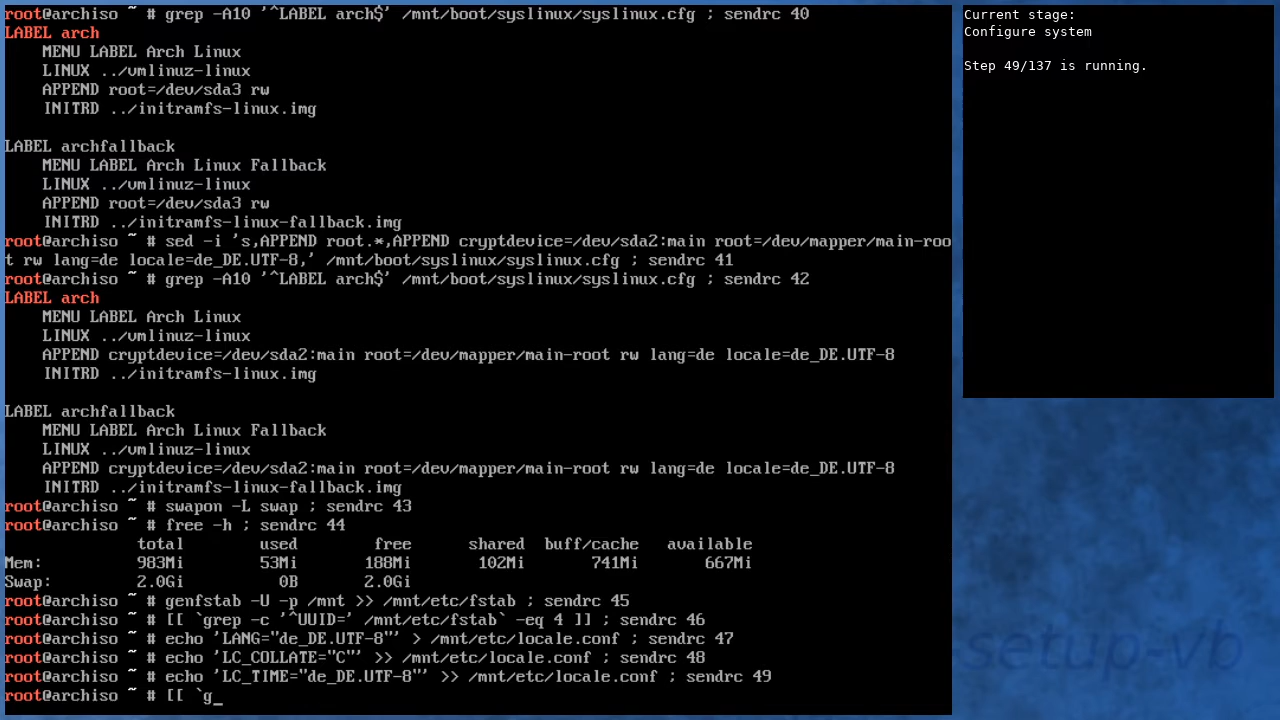 root@archiso ~ # grep -A10 '^LABEL arch$' /mnt/boot/syslinux/syslinux.cfg ; sendrc 40
LABEL arch
    MENU LABEL Arch Linux
    LINUX ../vmlinuz-linux
    APPEND root=/dev/sda3 rw
    INITRD ../initramfs-linux.img

LABEL archfallback
    MENU LABEL Arch Linux Fallback
    LINUX ../vmlinuz-linux
    APPEND root=/dev/sda3 rw
    INITRD ../initramfs-linux-fallback.img
root@archiso ~ # sed -i 's,APPEND root.*,APPEND cryptdevice=/dev/sda2:main root=/dev/mapper/main-roo
t rw lang=de locale=de_DE.UTF-8,' /mnt/boot/syslinux/syslinux.cfg ; sendrc 41
root@archiso ~ # grep -A10 '^LABEL arch$' /mnt/boot/syslinux/syslinux.cfg ; sendrc 42
LABEL arch
    MENU LABEL Arch Linux
    LINUX ../vmlinuz-linux
    APPEND cryptdevice=/dev/sda2:main root=/dev/mapper/main-root rw lang=de locale=de_DE.UTF-8
    INITRD ../initramfs-linux.img

LABEL archfallback
    MENU LABEL Arch Linux Fallback
    LINUX ../vmlinuz-linux
    APPEND cryptdevice=/dev/sda2:main root=/dev/mapper/main-root rw lang=de locale=de_DE.UTF-8
    INITRD ../initramfs-linux-fallback.img
root@archiso ~ # swapon -L swap ; sendrc 43
root@archiso ~ # free -h ; sendrc 44
              total        used        free      shared  buff/cache   available
Mem:          983Mi        53Mi       188Mi       102Mi       741Mi       667Mi
Swap:         2.0Gi          0B       2.0Gi
root@archiso ~ # genfstab -U -p /mnt >> /mnt/etc/fstab ; sendrc 45
root@archiso ~ # [[ `grep -c '^UUID=' /mnt/etc/fstab` -eq 4 ]] ; sendrc 46
root@archiso ~ # echo 'LANG="de_DE.UTF-8"' > /mnt/etc/locale.conf ; sendrc 47
root@archiso ~ # echo 'LC_COLLATE="C"' >> /mnt/etc/locale.conf ; sendrc 48
root@archiso ~ # echo 'LC_TIME="de_DE.UTF-8"' >> /mnt/etc/locale.conf ; sendrc 49
root@archiso ~ # [[ `g_
Current stage:
Configure system

Step 49/137 is running.
setup-vb